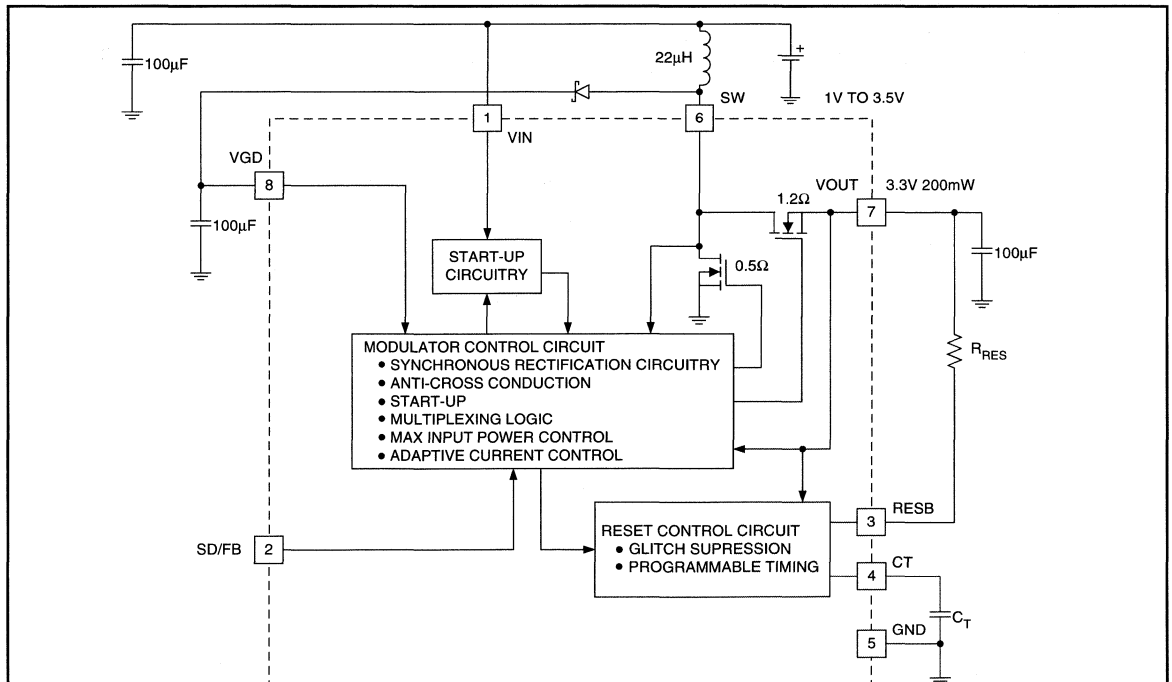 100µF
22µH
+
SW
1V TO 3.5V
1
6
VIN
VGD
8
VOUT
3.3V 200mW
1.2Ω
7
100µF
START-UP
CIRCUITRY
0.5Ω
100µF
MODULATOR CONTROL CIRCUIT
• SYNCHRONOUS RECTIFICATION CIRCUITRY
• ANTI-CROSS CONDUCTION
• START-UP
• MULTIPLEXING LOGIC
• MAX INPUT POWER CONTROL
• ADAPTIVE CURRENT CONTROL
RRES
RESB
3
RESET CONTROL CIRCUIT
• GLITCH SUPRESSION
• PROGRAMMABLE TIMING
SD/FB
2
CT
4
CT
GND
5